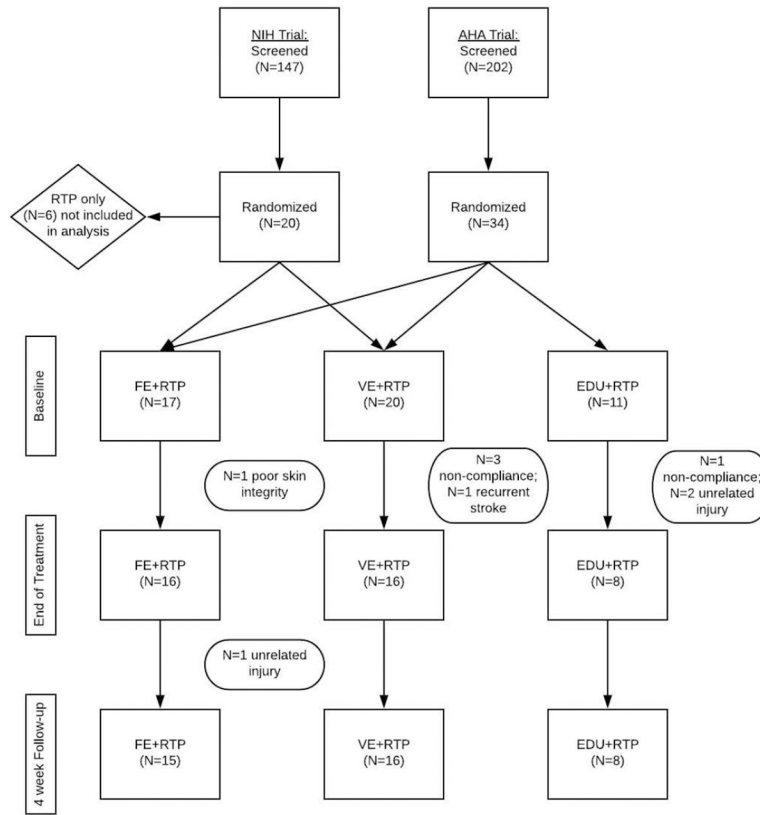 NIH Trial:
Screened
(N=147)
AHA Trial:
Screened
(N=202)
RTP only
(N=6) not included
in analysis
Randomized
(N=20)
Randomized
(N=34)
Baseline
FE+RTP
(N=17)
VE+RTP
(N=20)
EDU+RTP
(N=11)
N=1 poor skin
integrity
N=3
non-compliance;
N=1 recurrent
stroke
N=1
non-compliance;
N=2 unrelated
injury
End of Treatment
FE+RTP
(N=16)
VE+RTP
(N=16)
EDU+RTP
(N=8)
N=1 unrelated
injury
4 week Follow-up
FE+RTP
(N=15)
VE+RTP
(N=16)
EDU+RTP
(N=8)